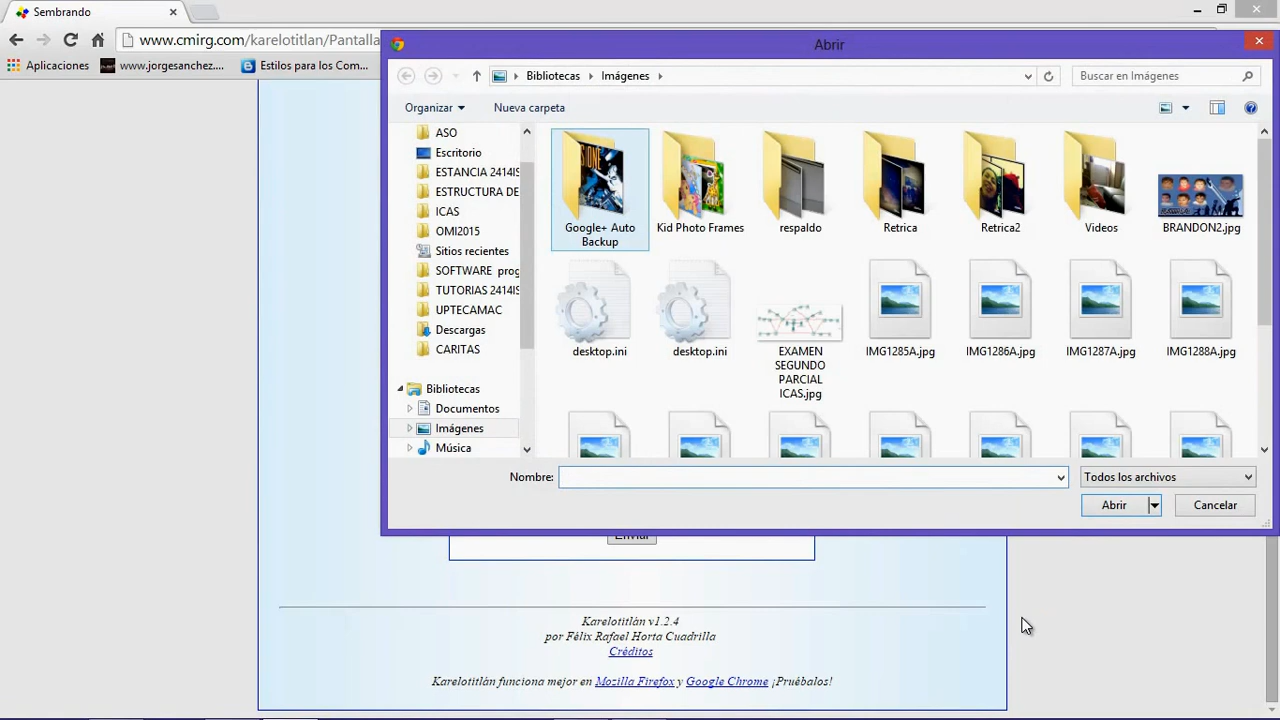 Sembrando
www.cmirg.com/karelotitlan/Pantalla
Aplicaciones
www.jorgesanchez....
Estilos para los Com...
Abrir
Bibliotecas
Imágenes
Buscar en Imágenes
Organizar
Nueva carpeta
ASO
Escritorio
ESTANCIA 2414IS
ESTRUCTURA DE
ICAS
OMI2015
Sitios recientes
SOFTWARE prog
TUTORIAS 2414IS
UPTECAMAC
Descargas
CARITAS
Bibliotecas
Documentos
Imágenes
Música
Google+ Auto
Backup
Kid Photo Frames
respaldo
Retrica
Retrica2
Videos
BRANDON2.jpg
desktop.ini
desktop.ini
EXAMEN
SEGUNDO
PARCIAL
ICAS.jpg
IMG1285A.jpg
IMG1286A.jpg
IMG1287A.jpg
IMG1288A.jpg
Nombre:
Todos los archivos
Abrir
Cancelar
Enviar
Karelotitlán v1.2.4
por Félix Rafael Horta Cuadrilla
Créditos
Karelotitlán funciona mejor en Mozilla Firefox y Google Chrome ¡Pruébalos!